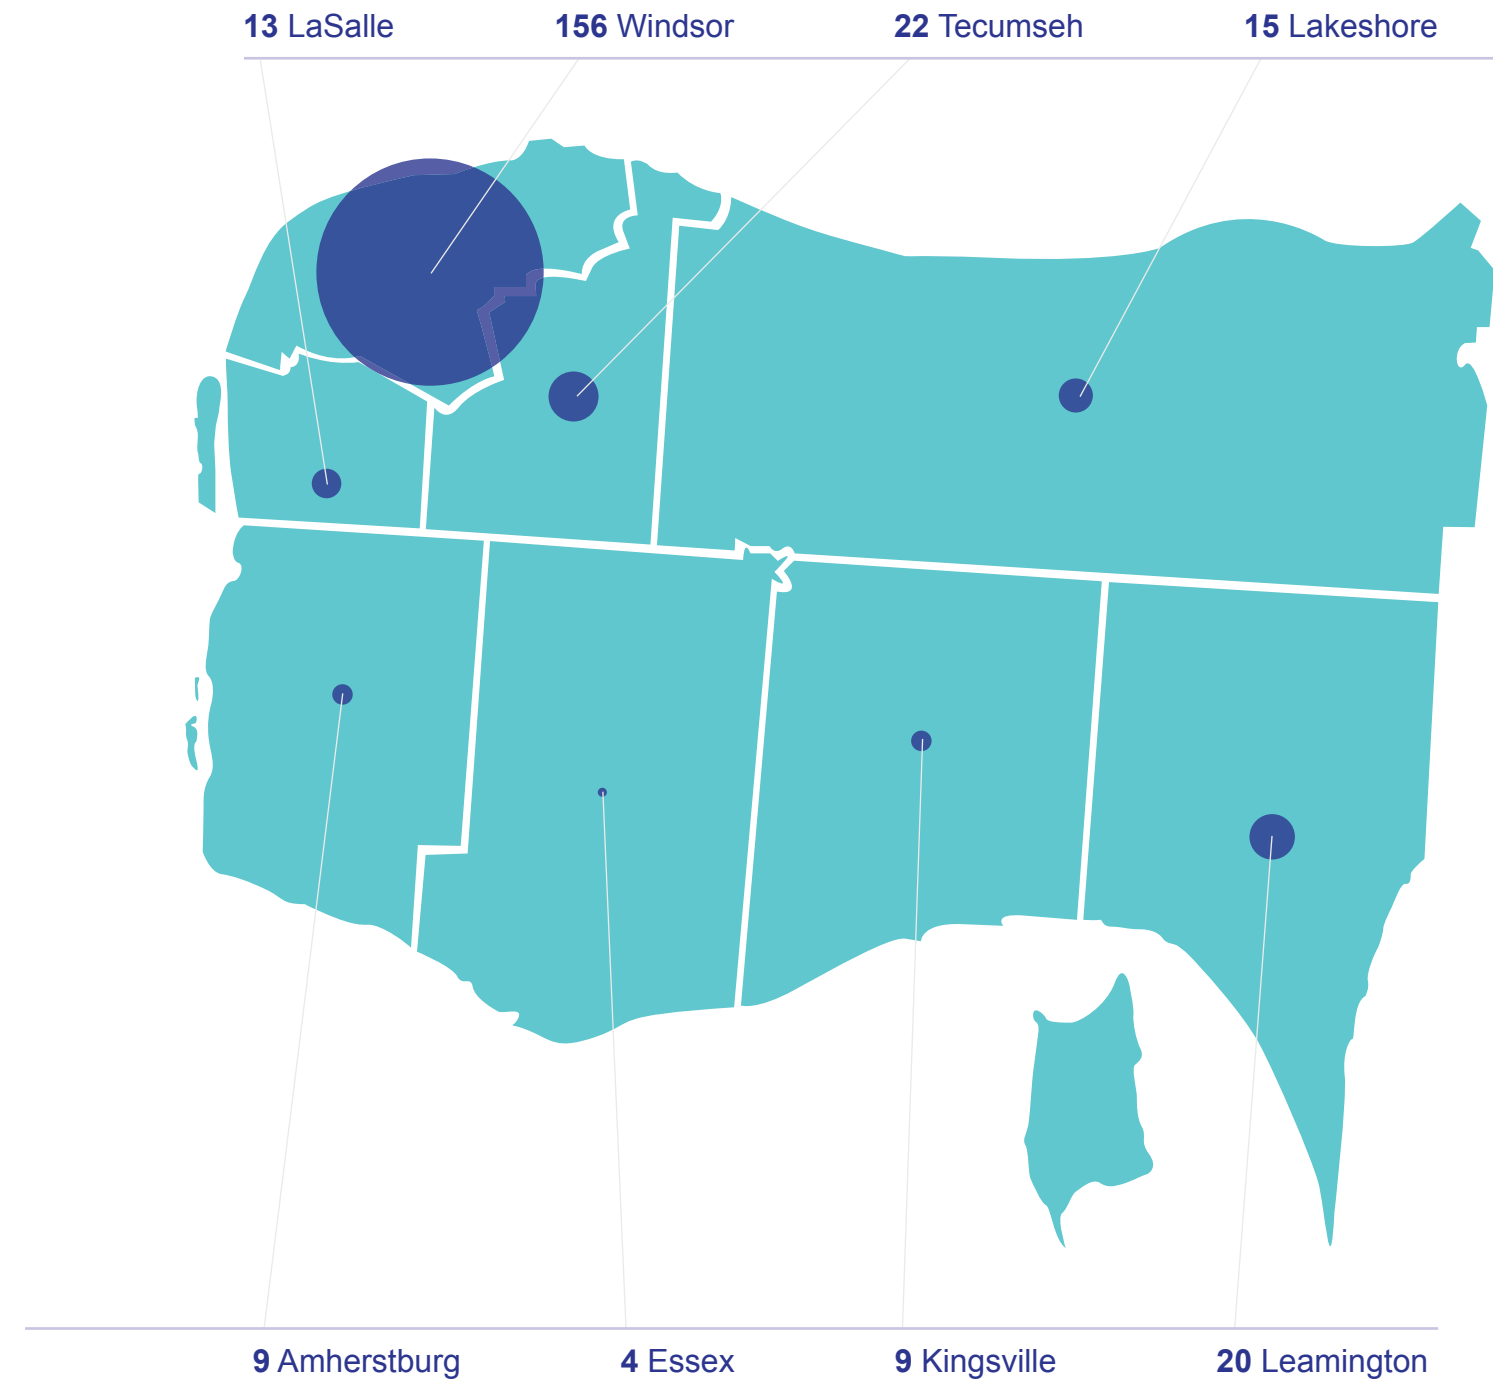 13 LaSalle
156 Windsor
22 Tecumseh
15 Lakeshore
9 Amherstburg
4 Essex
9 Kingsville
20 Leamington